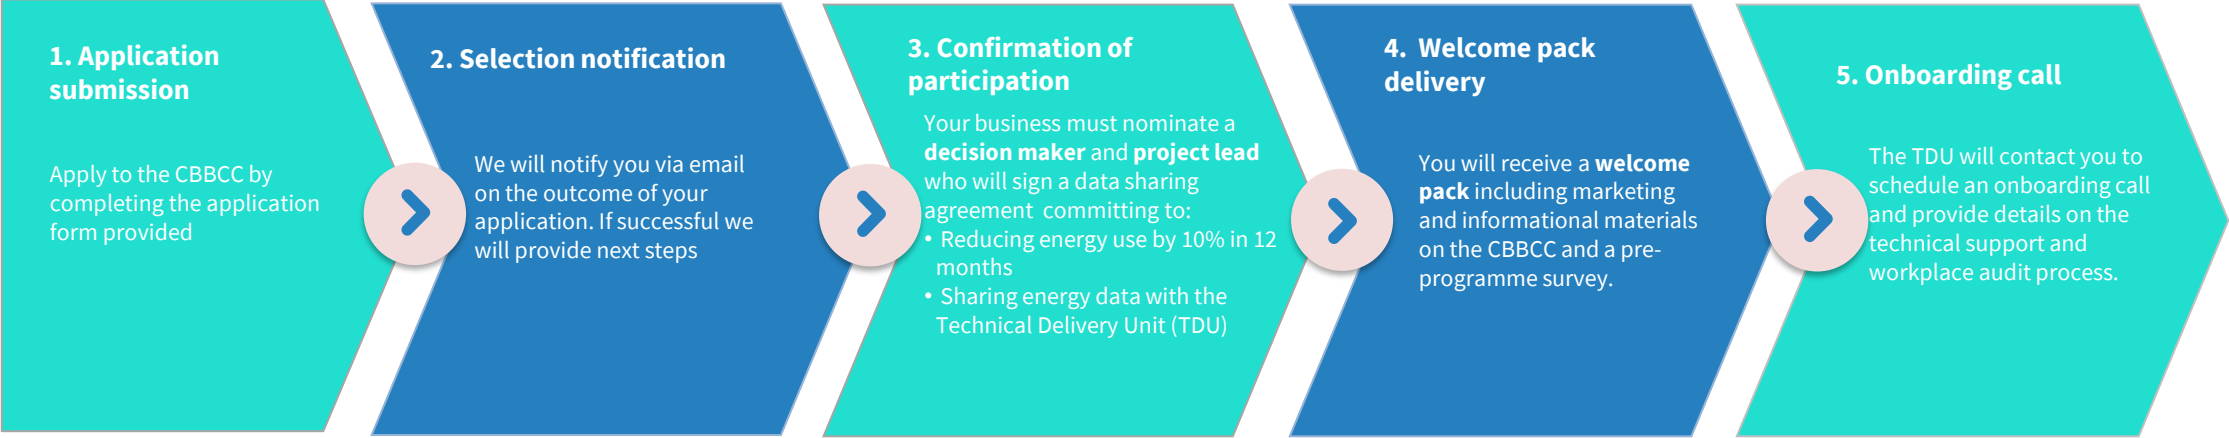 1. Application
submission
Apply to the CBBCC by
completing the application
form provided
2. Selection notification
We will notify you via email
on the outcome of your
application. If successful we
will provide next steps
3. Confirmation of
participation
Your business must nominate a
decision maker and project lead
who will sign a data sharing
agreement  committing to:
• Reducing energy use by 10% in 12
months
• Sharing energy data with the
Technical Delivery Unit (TDU)
4.  Welcome pack
delivery
You will receive a welcome
pack including marketing
and informational materials
on the CBBCC and a pre-
programme survey.
5. Onboarding call
The TDU will contact you to
schedule an onboarding call
and provide details on the
technical support and
workplace audit process.